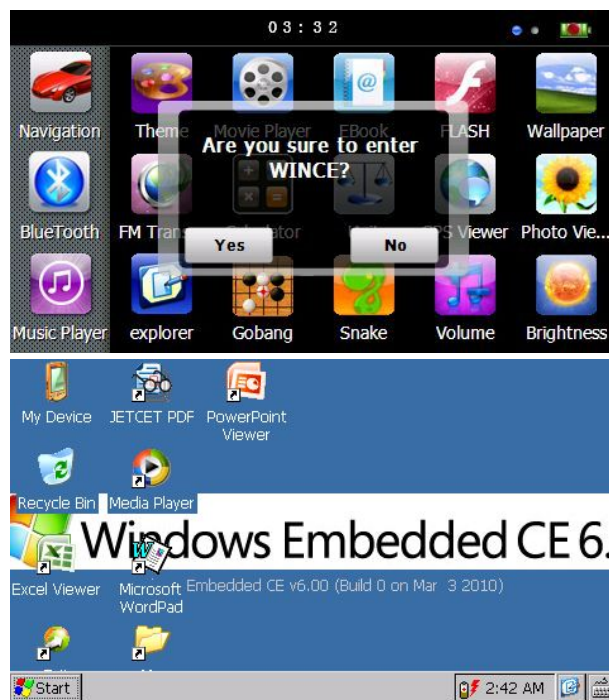 03:32
Navigation
Theme
Movie Player
EBook
FLASH
Wallpaper
Are you sure to enter
WINCE?
BlueTooth
FM Trans
Calculator
GPS Viewer
Photo Vie...
Yes
No
Music Player
explorer
Gobang
Snake
Volume
Brightness
My Device
JETCET PDF
PowerPoint
Viewer
Recycle Bin
Media Player
Windows Embedded CE 6.
Excel Viewer
Microsoft
WordPad
Embedded CE v6.00 (Build 0 on Mar 3 2010)
Start
2:42 AM